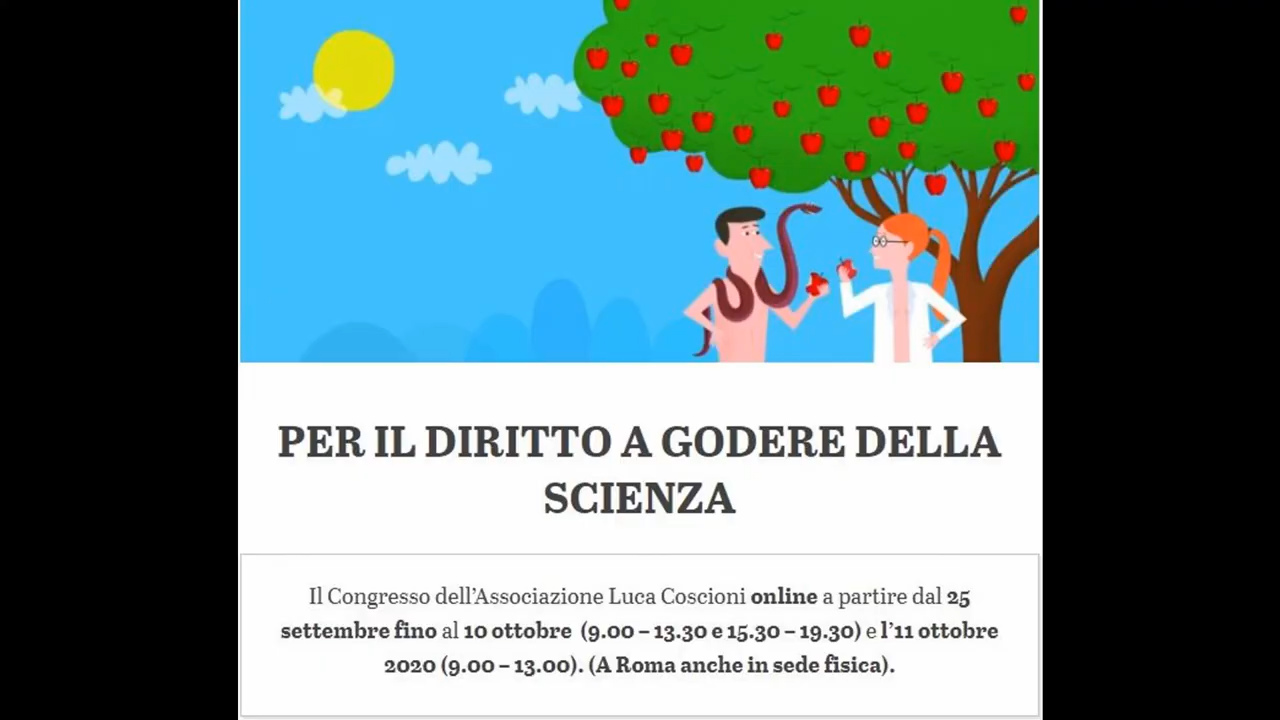 PER IL DIRITTO A GODERE DELLA
SCIENZA
Il Congresso dell'Associazione Luca Coscioni online a partire dal 25
settembre fino al 10 ottobre (9.00 – 13.30 e 15.30 – 19.30) e l'11 ottobre
2020 (9.00 – 13.00). (A Roma anche in sede fisica).